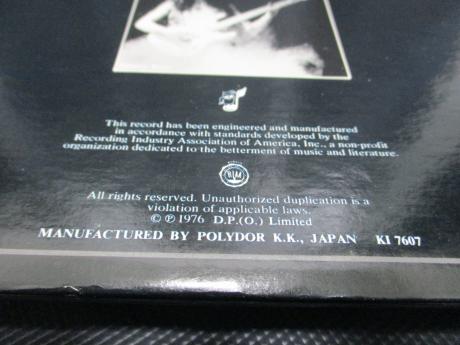 This record has been engineered and manufactured
in accordance with standards developed by the
Recording Industry Association of America, Inc., a non-profit
organization dedicated to the betterment of music and literature.
RIAA
All rights reserved. Unauthorized duplication is a
violation of applicable laws.
© ℗ 1976 D.P.(O.) Limited
MANUFACTURED BY POLYDOR K.K., JAPAN KI 7607